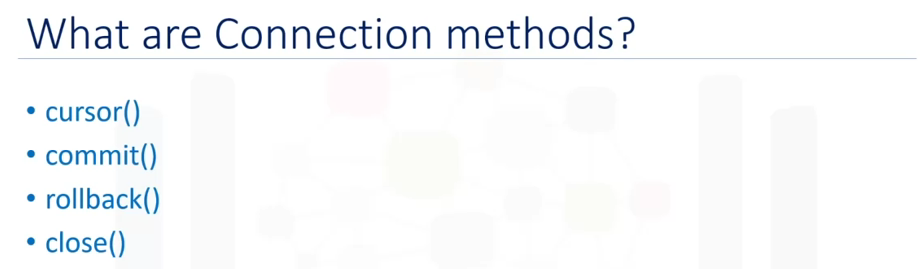 What are Connection methods?
• cursor()
• commit()
• rollback()
• close()